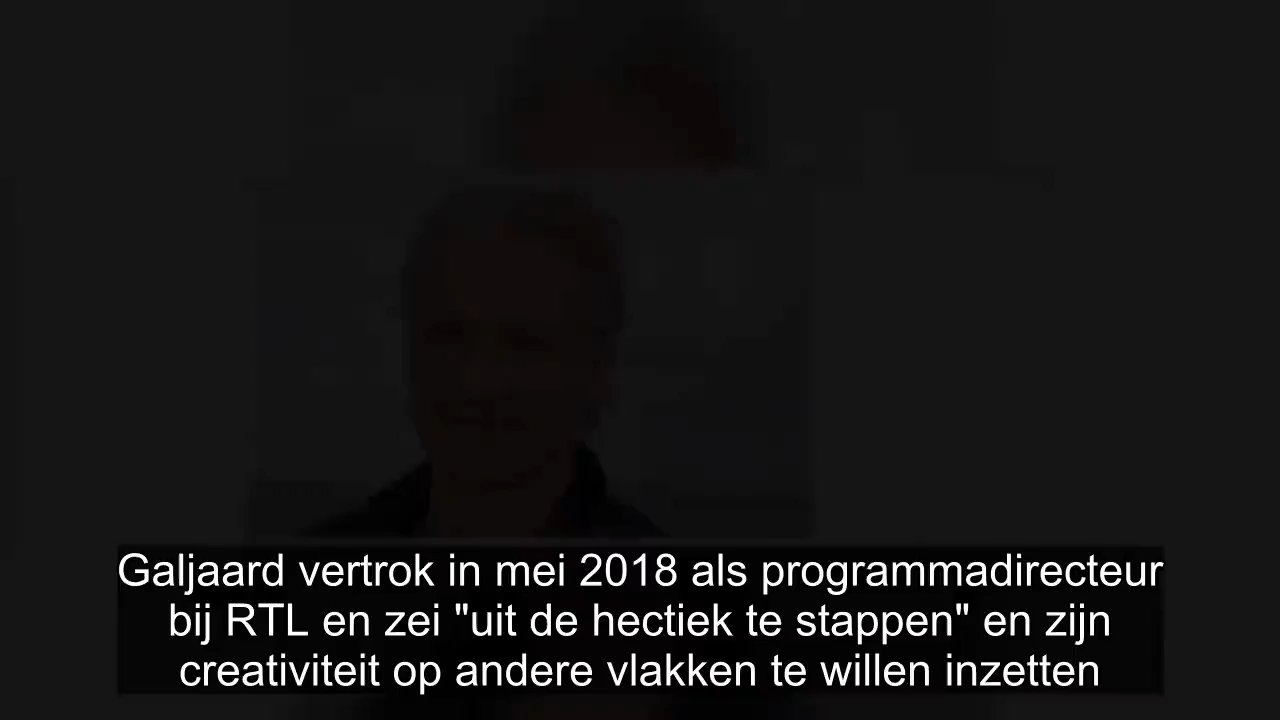 Galjaard vertrok in mei 2018 als programmadirecteur
bij RTL en zei "uit de hectiek te stappen" en zijn
creativiteit op andere vlakken te willen inzetten